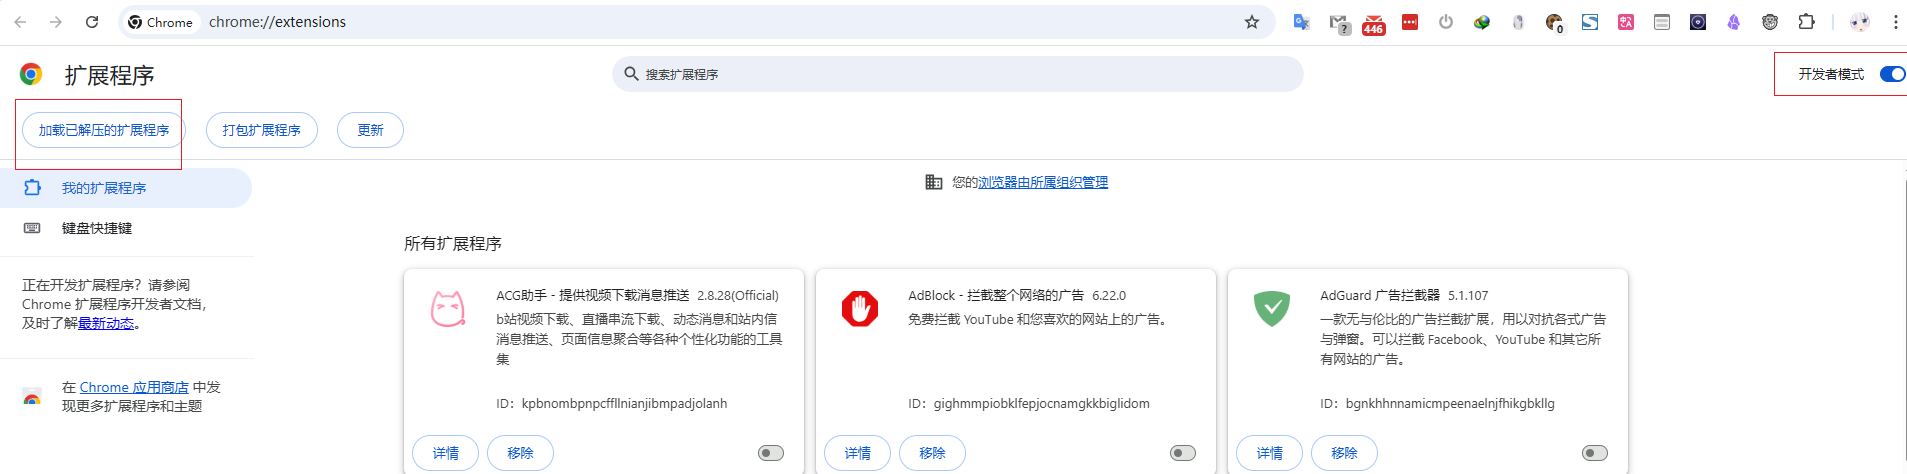 Chrome
chrome://extensions
?
446
0
扩展程序
搜索扩展程序
开发者模式
加载已解压的扩展程序
打包扩展程序
更新
我的扩展程序
键盘快捷键
正在开发扩展程序？请参阅
Chrome 扩展程序开发者文档，
及时了解最新动态。
在 Chrome 应用商店 中发
现更多扩展程序和主题
您的浏览器由所属组织管理
所有扩展程序
ACG助手 - 提供视频下载消息推送 2.8.28(Official)
b站视频下载、直播串流下载、动态消息和站内信
消息推送、页面信息聚合等各种个性化功能的工具
集
ID：kpbnombpnpcffllnianjibmpadjolanh
详情
移除
AdBlock - 拦截整个网络的广告 6.22.0
免费拦截 YouTube 和您喜欢的网站上的广告。
ID：gighmmpiobklfepjocnamgkkbiglidom
详情
移除
AdGuard 广告拦截器 5.1.107
一款无与伦比的广告拦截扩展，用以对抗各式广告
与弹窗。可以拦截 Facebook、YouTube 和其它所
有网站的广告。
ID：bgnkhhnnamicmpeenaelnjfhikgbkllg
详情
移除